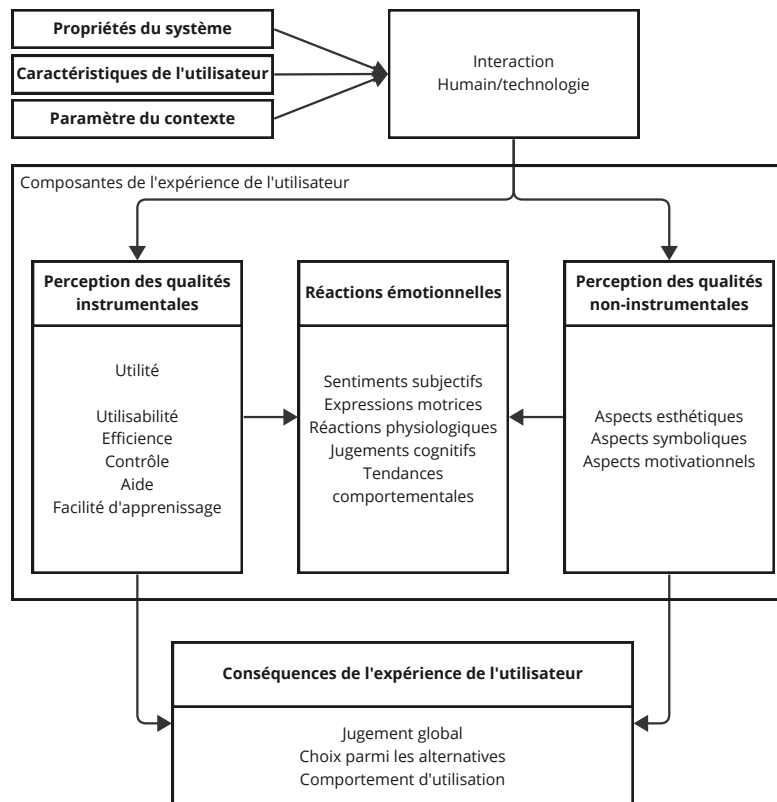 Propriétés du système
Caractéristiques de l'utilisateur
Paramètre du contexte
Interaction
Humain/technologie
Composantes de l'expérience de l'utilisateur
Perception des qualités
instrumentales
Utilité
Utilisabilité
Efficience
Contrôle
Aide
Facilité d'apprenissage
Réactions émotionnelles
Sentiments subjectifs
Expressions motrices
Réactions physiologiques
Jugements cognitifs
Tendances
comportementales
Perception des qualités
non-instrumentales
Aspects esthétiques
Aspects symboliques
Aspects motivationnels
Conséquences de l'expérience de l'utilisateur
Jugement global
Choix parmi les alternatives
Comportement d'utilisation